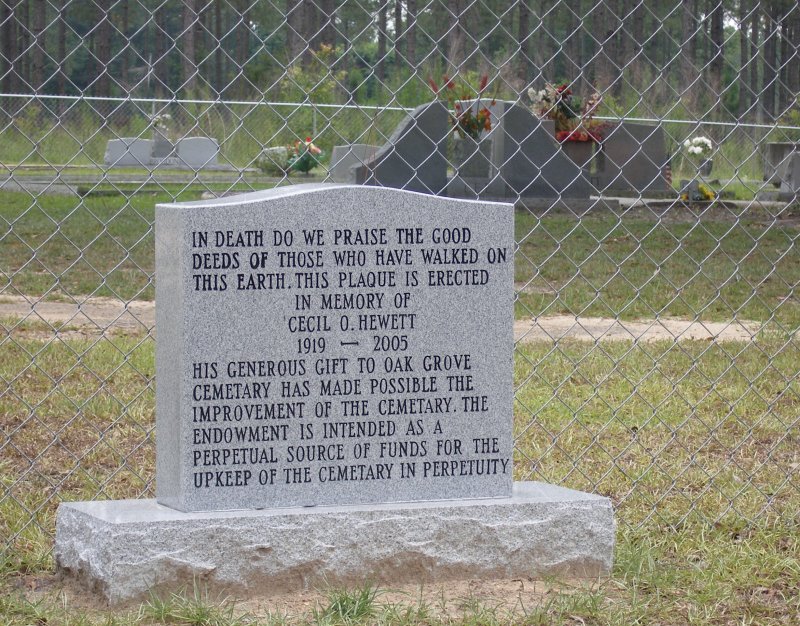 IN DEATH DO WE PRAISE THE GOOD
DEEDS OF THOSE WHO HAVE WALKED ON
THIS EARTH. THIS PLAQUE IS ERECTED
IN MEMORY OF
CECIL O. HEWETT
1919 — 2005
HIS GENEROUS GIFT TO OAK GROVE
CEMETARY HAS MADE POSSIBLE THE
IMPROVEMENT OF THE CEMETARY. THE
ENDOWMENT IS INTENDED AS A
PERPETUAL SOURCE OF FUNDS FOR THE
UPKEEP OF THE CEMETARY IN PERPETUITY